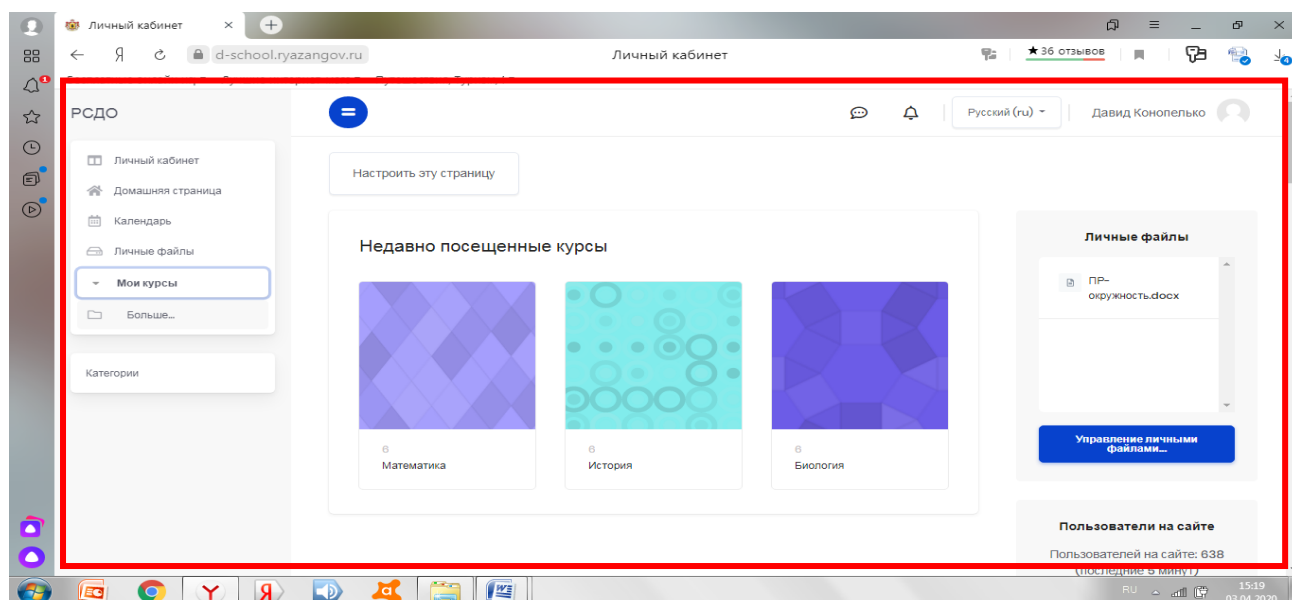 Личный кабинет
d-school.ryazangov.ru
Личный кабинет
★36 отзывов
РСДО
Русский (ru)
Давид Конопелько
Личный кабинет
Домашняя страница
Календарь
Личные файлы
Мои курсы
Больше...
Категории
Настроить эту страницу
Недавно посещенные курсы
6
Математика
6
История
6
Биология
Личные файлы
ПР-
окружность.docx
Управление личными
файлами...
Пользователи на сайте
Пользователей на сайте: 638
(последние 5 минут)
RU
15:19
03.04.2020